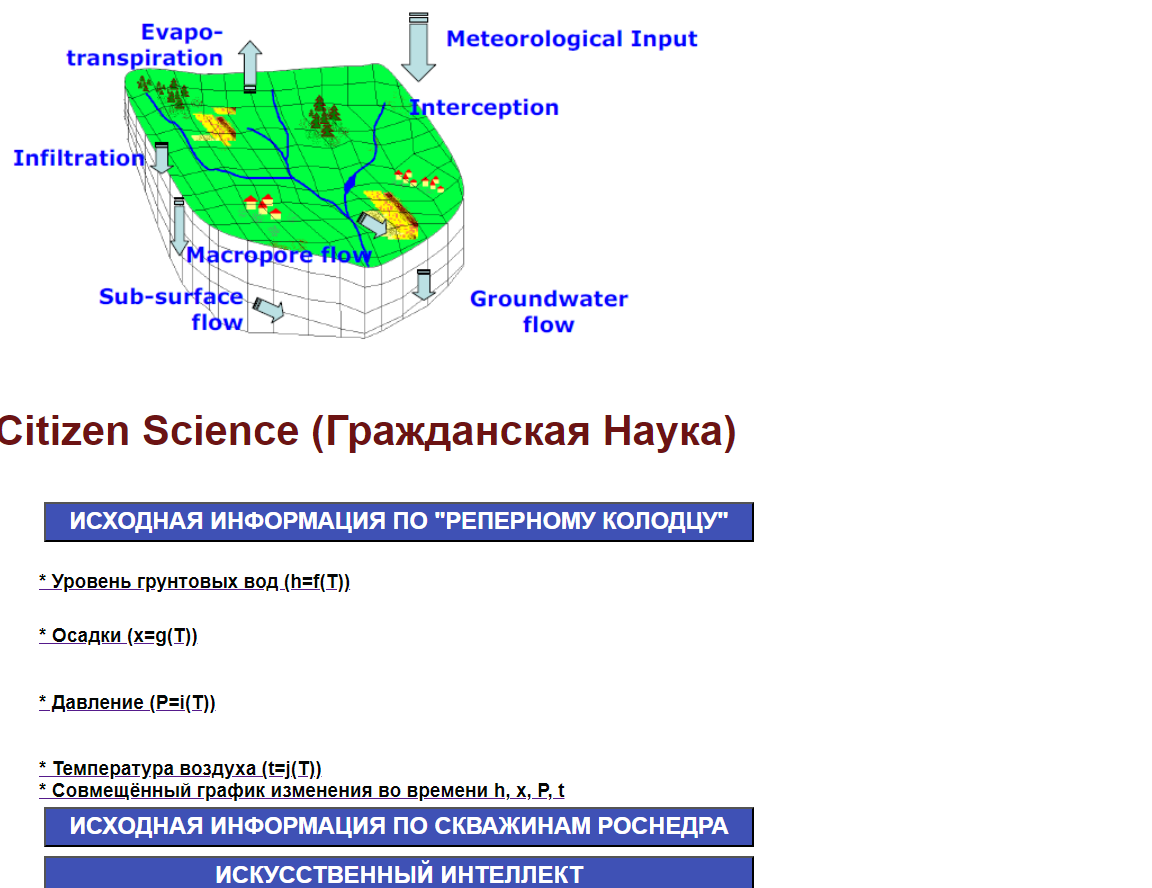 Evapo-
transpiration
Meteorological Input
Interception
Infiltration
Macropore flow
Sub-surface
flow
Groundwater
flow
Citizen Science (Гражданская Наука)
ИСХОДНАЯ ИНФОРМАЦИЯ ПО "РЕПЕРНОМУ КОЛОДЦУ"
* Уровень грунтовых вод (h=f(T))
* Осадки (x=g(T))
* Давление (P=i(T))
* Температура воздуха (t=j(T))
* Совмещённый график изменения во времени h, x, P, t
ИСХОДНАЯ ИНФОРМАЦИЯ ПО СКВАЖИНАМ РОСНЕДРА
ИСКУССТВЕННЫЙ ИНТЕЛЛЕКТ